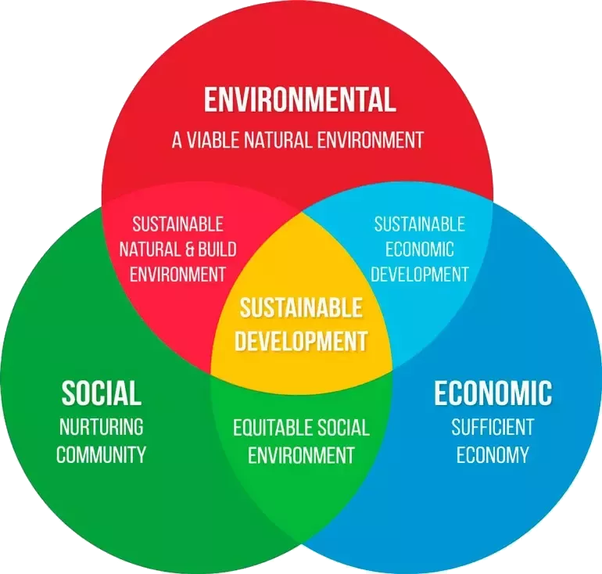 ENVIRONMENTAL
A VIABLE NATURAL ENVIRONMENT
SUSTAINABLE
NATURAL & BUILD
ENVIRONMENT
SUSTAINABLE
ECONOMIC
DEVELOPMENT
SUSTAINABLE
DEVELOPMENT
SOCIAL
NURTURING
COMMUNITY
EQUITABLE SOCIAL
ENVIRONMENT
ECONOMIC
SUFFICIENT
ECONOMY